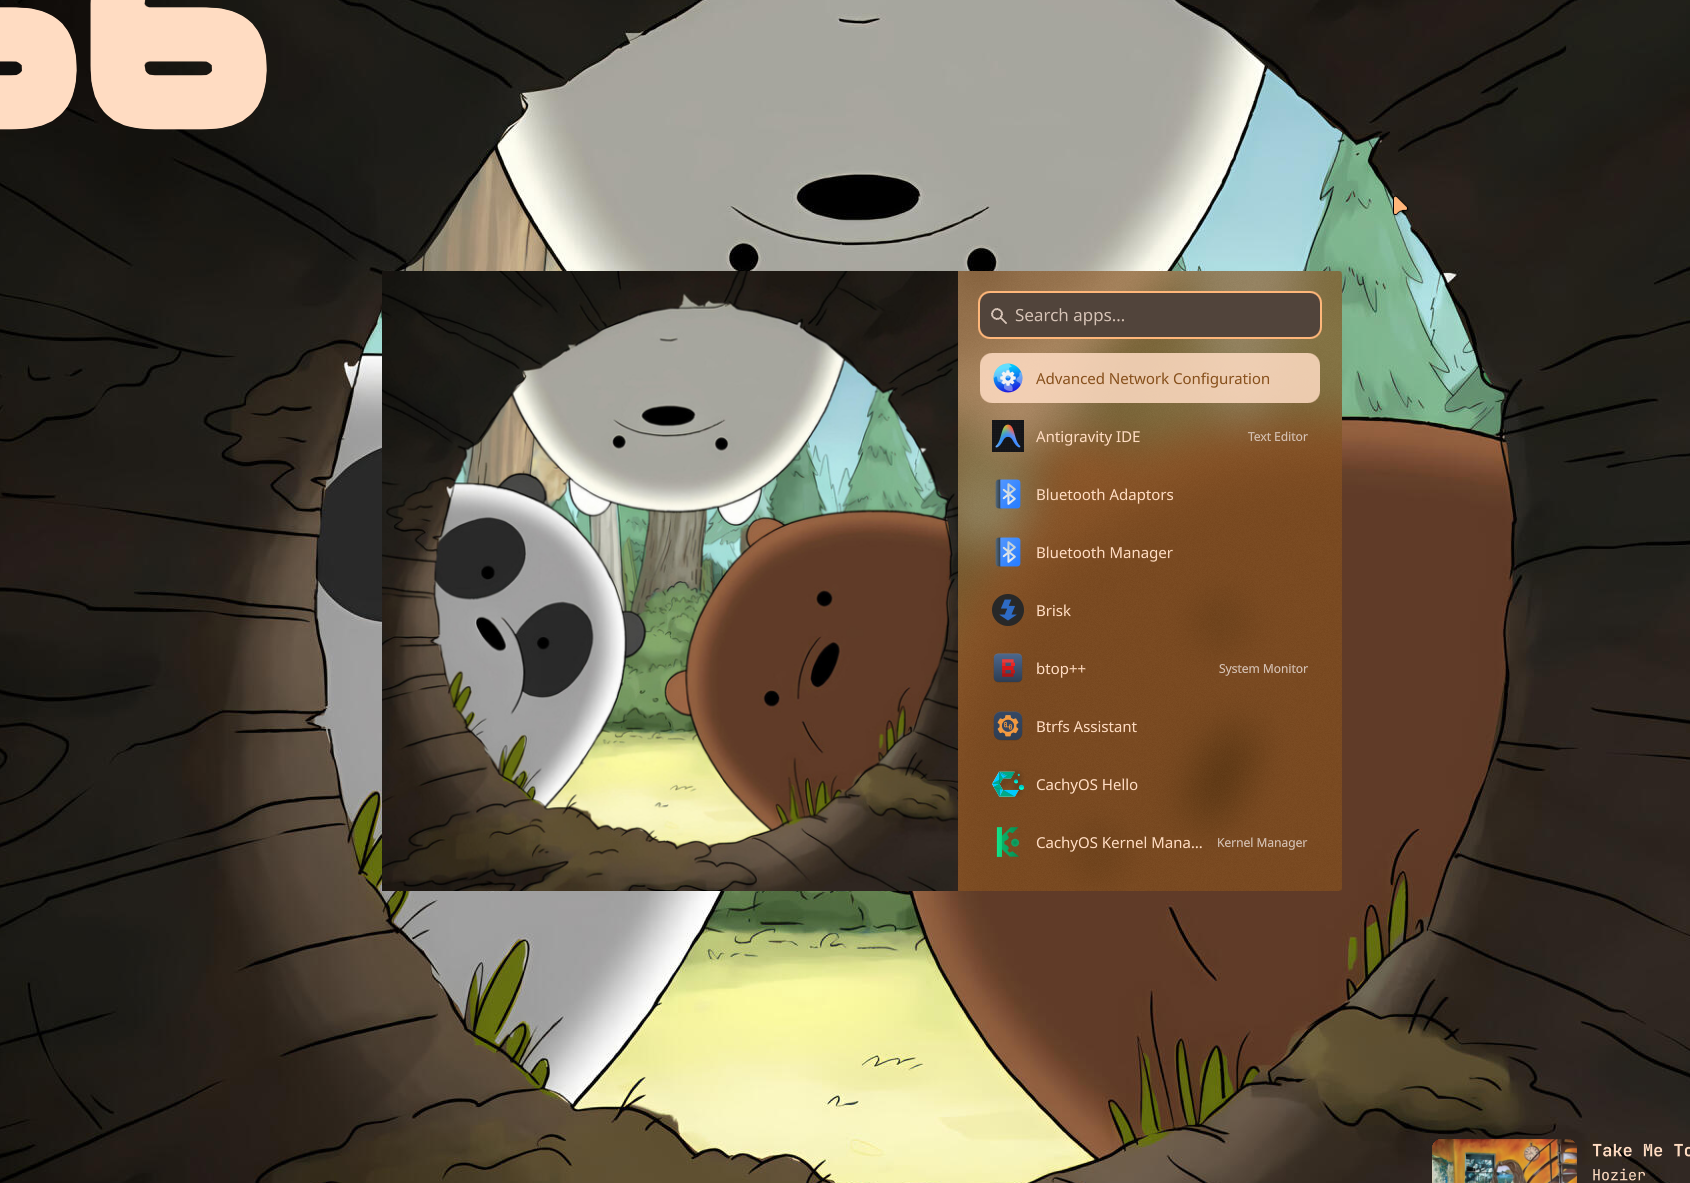 66
Search apps...
Advanced Network Configuration
Antigravity IDE Text Editor
Bluetooth Adaptors
Bluetooth Manager
Brisk
btop++ System Monitor
Btrfs Assistant
CachyOS Hello
CachyOS Kernel Mana... Kernel Manager
Take Me To
Hozier